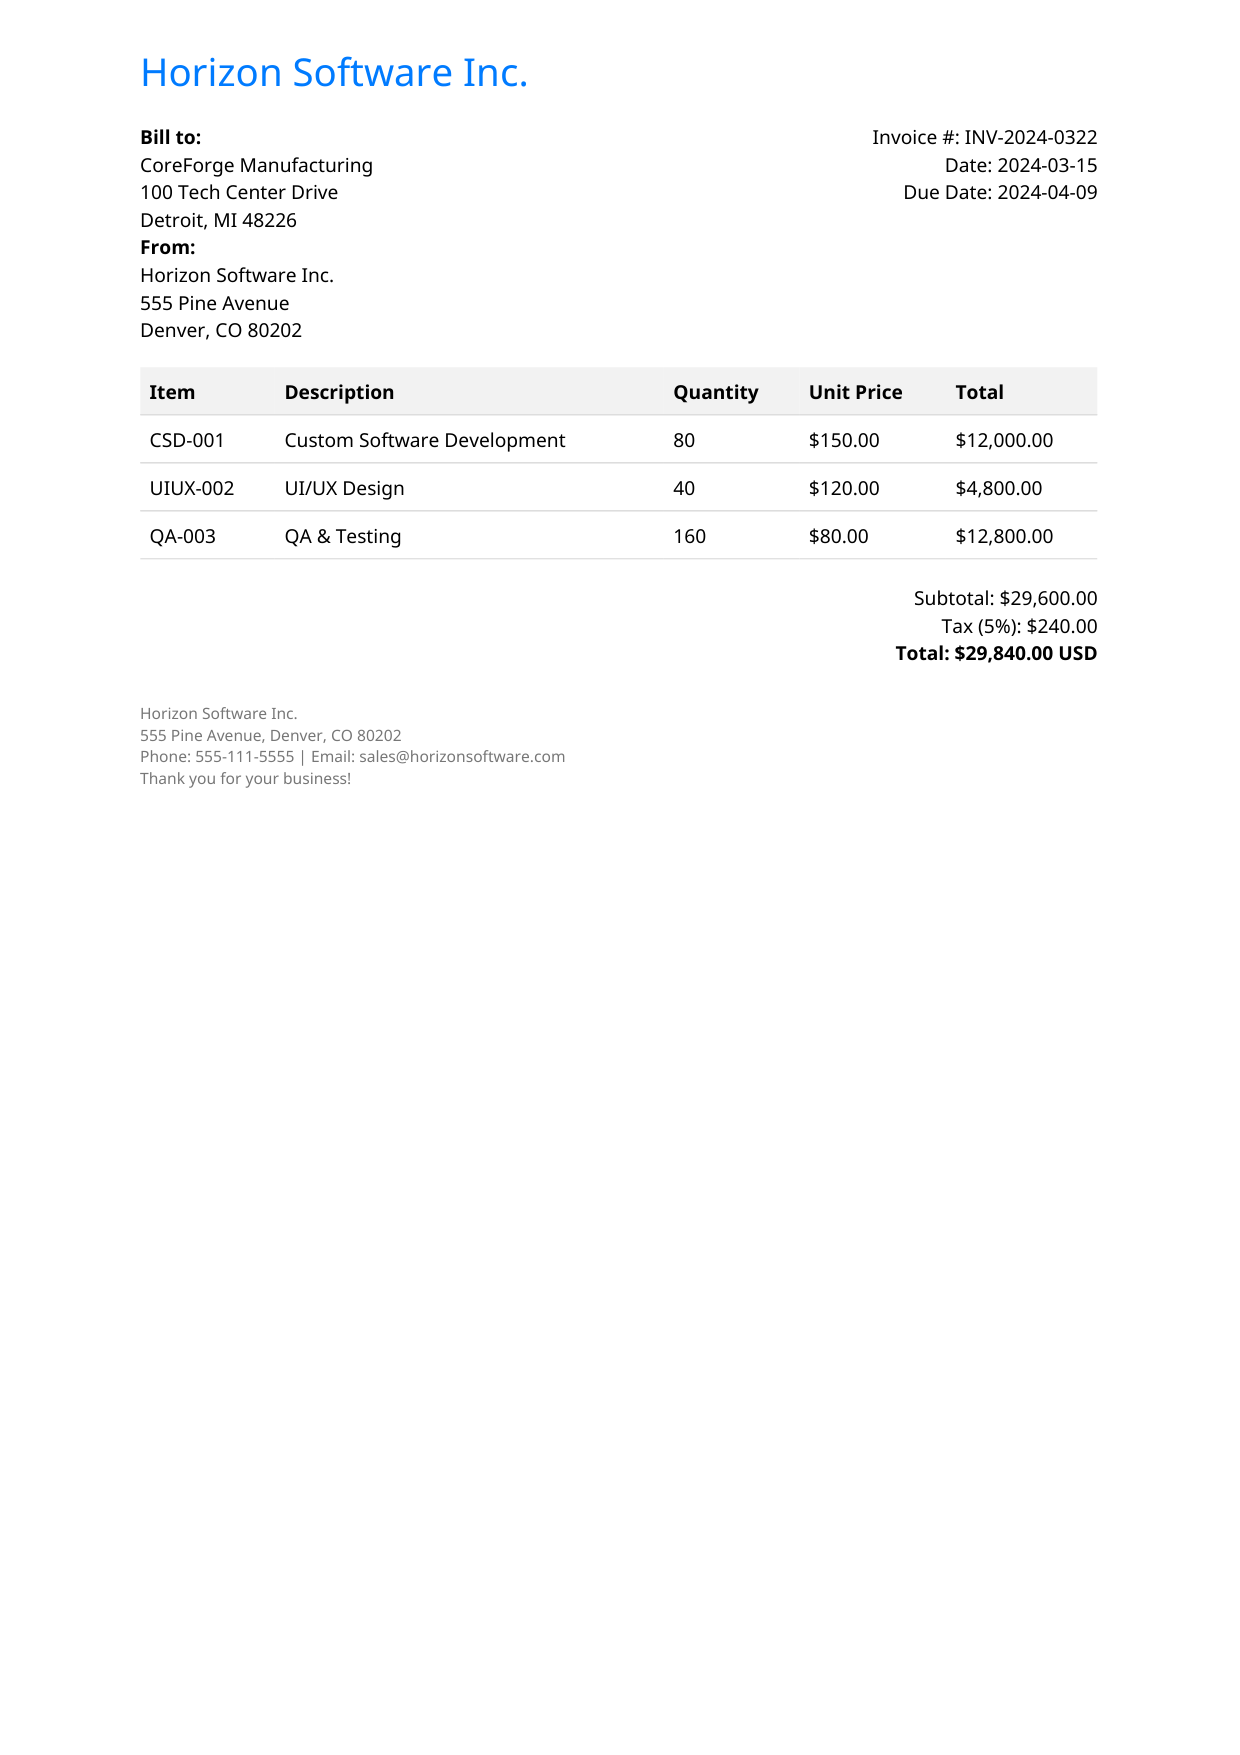 Horizon Software Inc.
Bill to:
CoreForge Manufacturing
100 Tech Center Drive
Detroit, MI 48226
From:
Horizon Software Inc.
555 Pine Avenue
Denver, CO 80202
Invoice #: INV-2024-0322
Date: 2024-03-15
Due Date: 2024-04-09
Item Description Quantity Unit Price Total
CSD-001 Custom Software Development 80 $150.00 $12,000.00
UIUX-002 UI/UX Design 40 $120.00 $4,800.00
QA-003 QA & Testing 160 $80.00 $12,800.00
Subtotal: $29,600.00
Tax (5%): $240.00
Total: $29,840.00 USD
Horizon Software Inc.
555 Pine Avenue, Denver, CO 80202
Phone: 555-111-5555 | Email: sales@horizonsoftware.com
Thank you for your business!